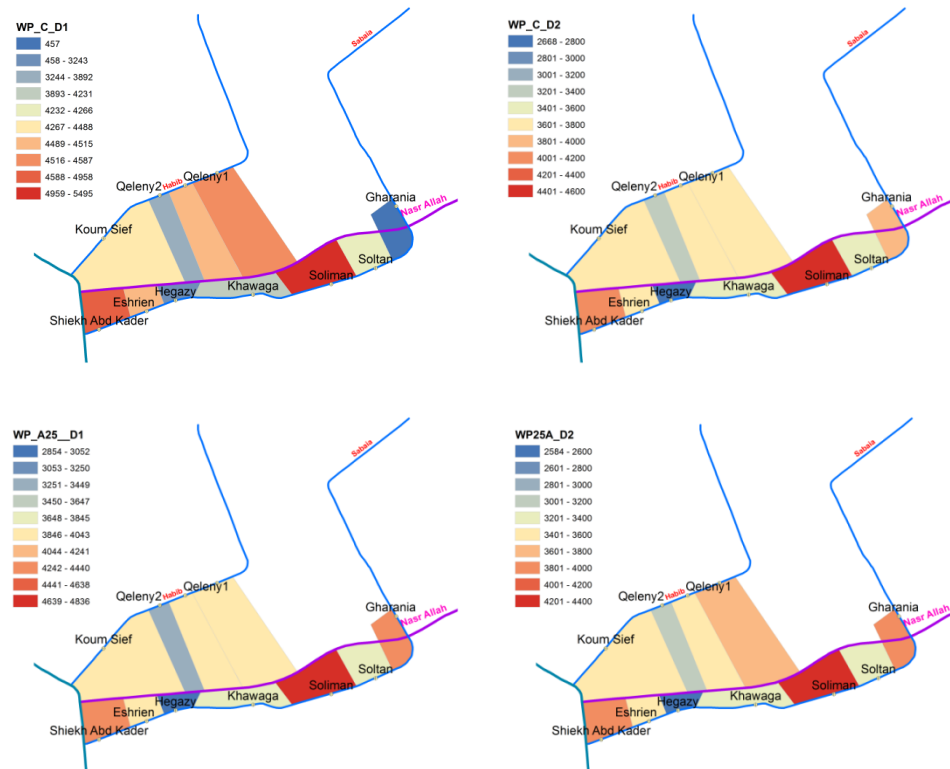 WP_C_D1
457
458 - 3243
3244 - 3892
3893 - 4231
4232 - 4266
4267 - 4488
4489 - 4515
4516 - 4587
4588 - 4958
4959 - 5495
Sabaia
Qeleny2
Habib
Qeleny1
Gharania
Nasr Allah
Koum Sief
Soltan
Soliman
Khawaga
Hegazy
Eshrien
Shiekh Abd Kader
WP_C_D2
2668 - 2800
2801 - 3000
3001 - 3200
3201 - 3400
3401 - 3600
3601 - 3800
3801 - 4000
4001 - 4200
4201 - 4400
4401 - 4600
Sabaia
Qeleny2
Habib
Qeleny1
Gharania
Nasr Allah
Koum Sief
Soltan
Soliman
Khawaga
Hegazy
Eshrien
Shiekh Abd Kader
WP_A25__D1
2854 - 3052
3053 - 3250
3251 - 3449
3450 - 3647
3648 - 3845
3846 - 4043
4044 - 4241
4242 - 4440
4441 - 4638
4639 - 4836
Sabaia
Qeleny2
Habib
Qeleny1
Gharania
Nasr Allah
Koum Sief
Soltan
Soliman
Khawaga
Hegazy
Eshrien
Shiekh Abd Kader
WP25A_D2
2584 - 2600
2601 - 2800
2801 - 3000
3001 - 3200
3201 - 3400
3401 - 3600
3601 - 3800
3801 - 4000
4001 - 4200
4201 - 4400
Sabaia
Qeleny2
Habib
Qeleny1
Gharania
Nasr Allah
Koum Sief
Soltan
Soliman
Khawaga
Hegazy
Eshrien
Shiekh Abd Kader